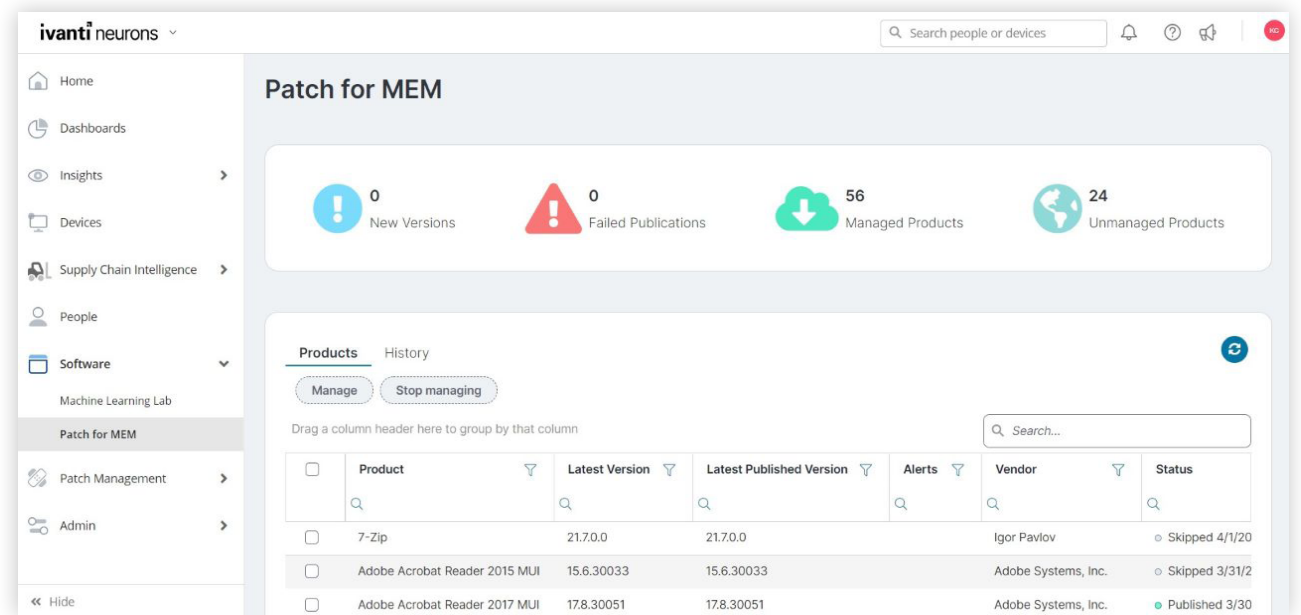 ivanti neurons
Search people or devices
KG
Home
Dashboards
Insights
Devices
Supply Chain Intelligence
People
Software
Machine Learning Lab
Patch for MEM
Patch Management
Admin
Hide
Patch for MEM
0
New Versions
0
Failed Publications
56
Managed Products
24
Unmanaged Products
Products History
Manage Stop managing
Drag a column header here to group by that column
Search...
Product Latest Version Latest Published Version Alerts Vendor Status
7-Zip 21.7.0.0 21.7.0.0 Igor Pavlov Skipped 4/1/20
Adobe Acrobat Reader 2015 MUI 15.6.30033 15.6.30033 Adobe Systems, Inc. Skipped 3/31/2
Adobe Acrobat Reader 2017 MUI 17.8.30051 17.8.30051 Adobe Systems, Inc. Published 3/30